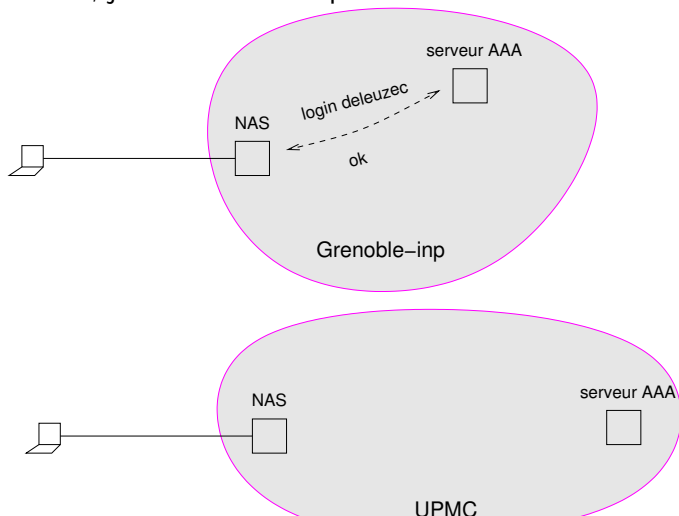 serveur AAA
login deleuzec
NAS
ok
Grenoble−inp
serveur AAA
NAS
UPMC